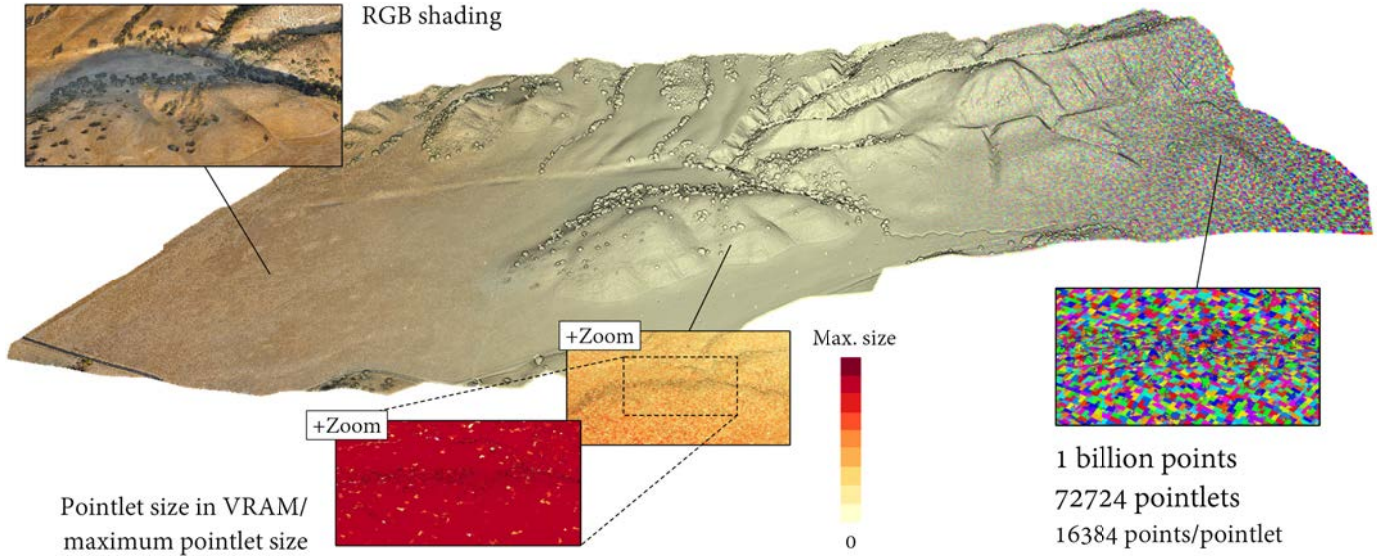 RGB shading
+Zoom
Max. size
+Zoom
Pointlet size in VRAM/
maximum pointlet size
0
1 billion points
72724 pointlets
16384 points/pointlet